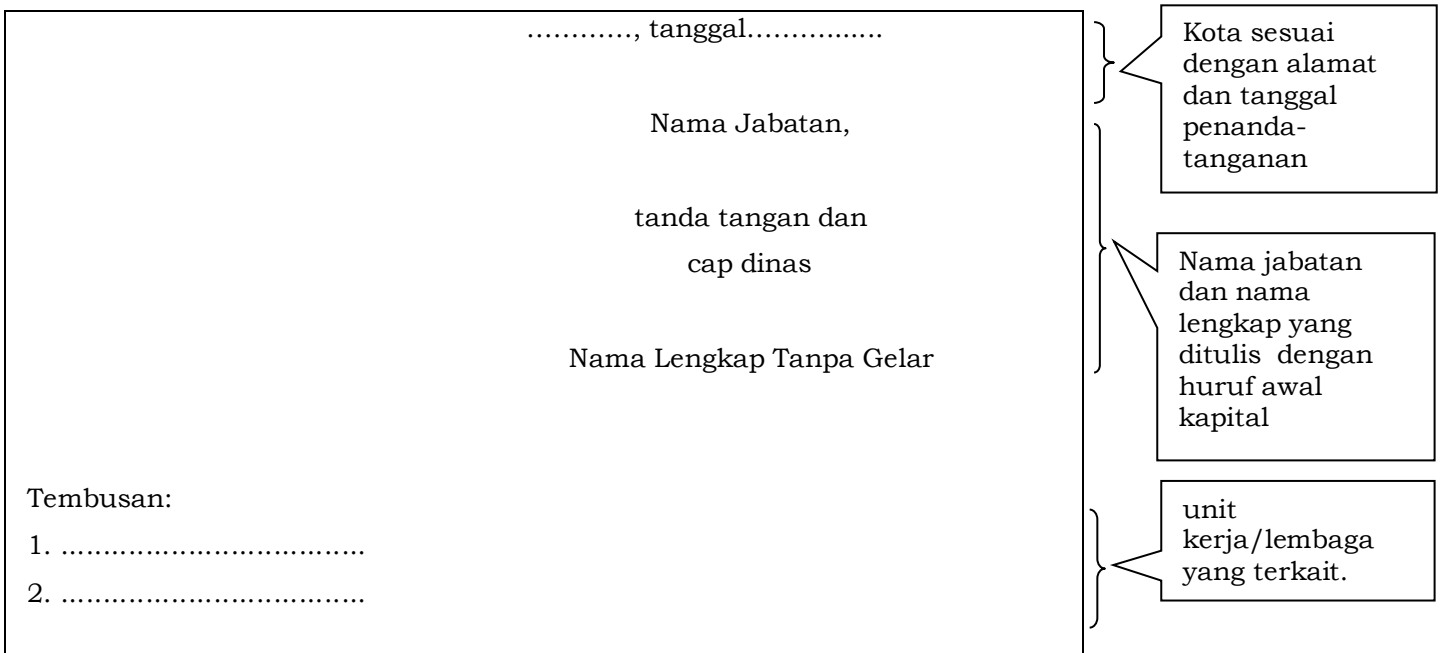 …………, tanggal…………....
Kota sesuai
dengan alamat
dan tanggal
penanda-
tanganan
Nama Jabatan,
tanda tangan dan
cap dinas
Nama Lengkap Tanpa Gelar
Nama jabatan
dan nama
lengkap yang
ditulis dengan
huruf awal
kapital
Tembusan:
1. ....................................
2. ....................................
unit
kerja/lembaga
yang terkait.